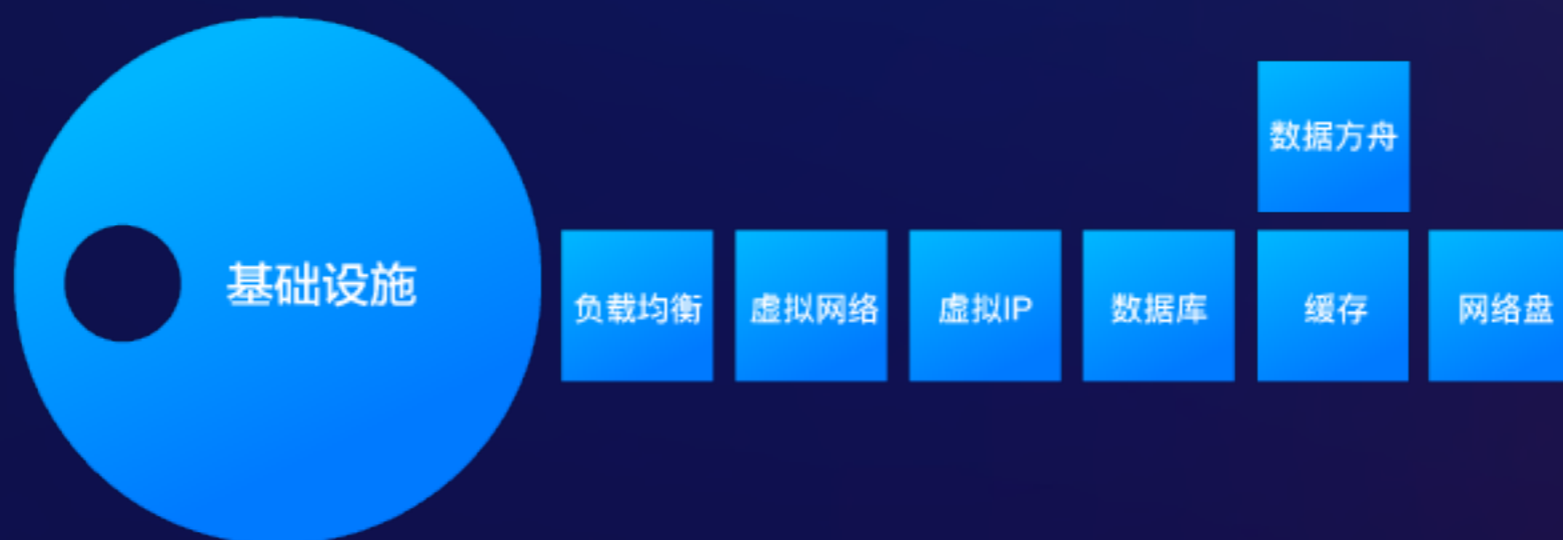 数据方舟
基础设施
负载均衡
虚拟网络
虚拟IP
数据库
缓存
网络盘